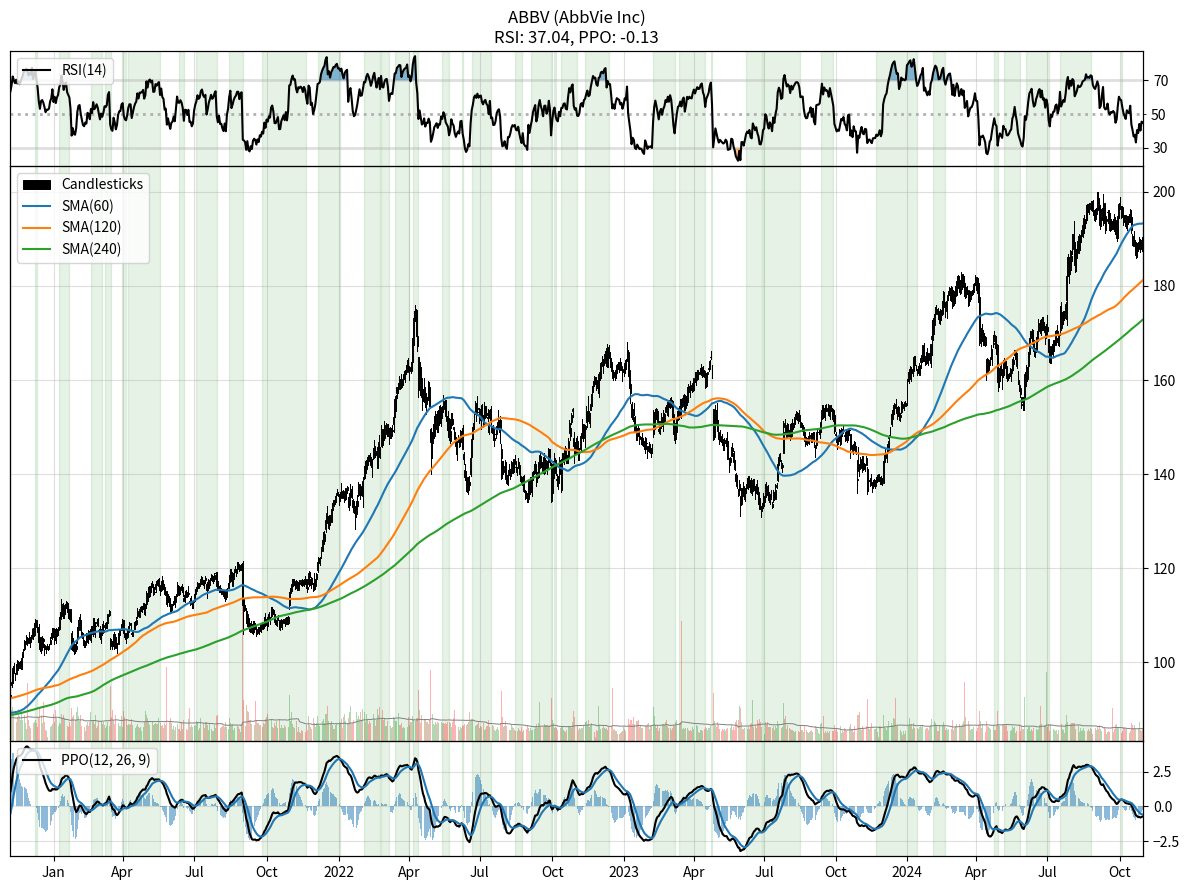 ABBV (AbbVie Inc)
RSI: 37.04, PPO: -0.13
RSI(14)
70
50
30
Candlesticks
SMA(60)
SMA(120)
SMA(240)
200
180
160
140
120
100
PPO(12, 26, 9)
2.5
0.0
−2.5
Jan Apr Jul Oct 2022 Apr Jul Oct 2023 Apr Jul Oct 2024 Apr Jul Oct